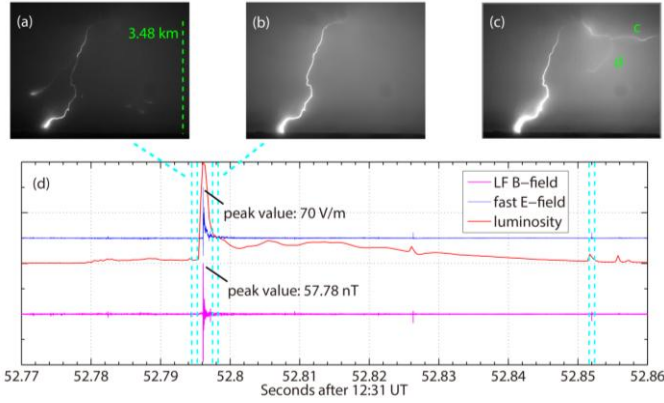 (a)
3.48 km
(b)
(c)
c
a
(d)
LF B-field
fast E-field
luminosity
peak value: 70 V/m
peak value: 57.78 nT
52.77 52.78 52.79 52.8 52.81 52.82 52.83 52.84 52.85 52.86
Seconds after 12:31 UT